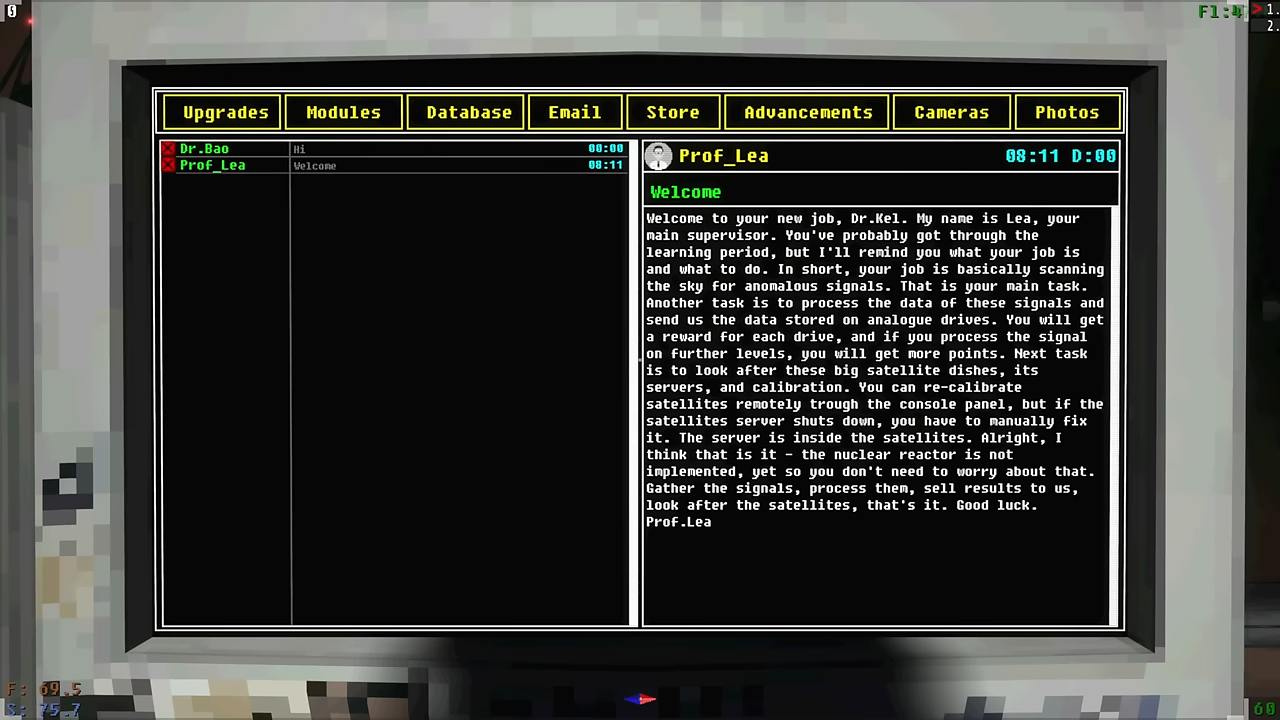 F1:4
1.
2.
Upgrades Modules Database Email Store Advancements Cameras Photos
Dr.Bao Hi 00:00
Prof_Lea Welcome 08:11
Prof_Lea 08:11 D:00
Welcome
Welcome to your new job, Dr.Kel. My name is Lea, your
main supervisor. You've probably got through the
learning period, but I'll remind you what your job is
and what to do. In short, your job is basically scanning
the sky for anomalous signals. That is your main task.
Another task is to process the data of these signals and
send us the data stored on analogue drives. You will get
a reward for each drive, and if you process the signal
on further levels, you will get more points. Next task
is to look after these big satellite dishes, its
servers, and calibration. You can re-calibrate
satellites remotely trough the console panel, but if the
satellites server shuts down, you have to manually fix
it. The server is inside the satellites. Alright, I
think that is it - the nuclear reactor is not
implemented, yet so you don't need to worry about that.
Gather the signals, process them, sell results to us,
look after the satellites, that's it. Good luck.
Prof.Lea
F: 69.5
S: 75.7
60